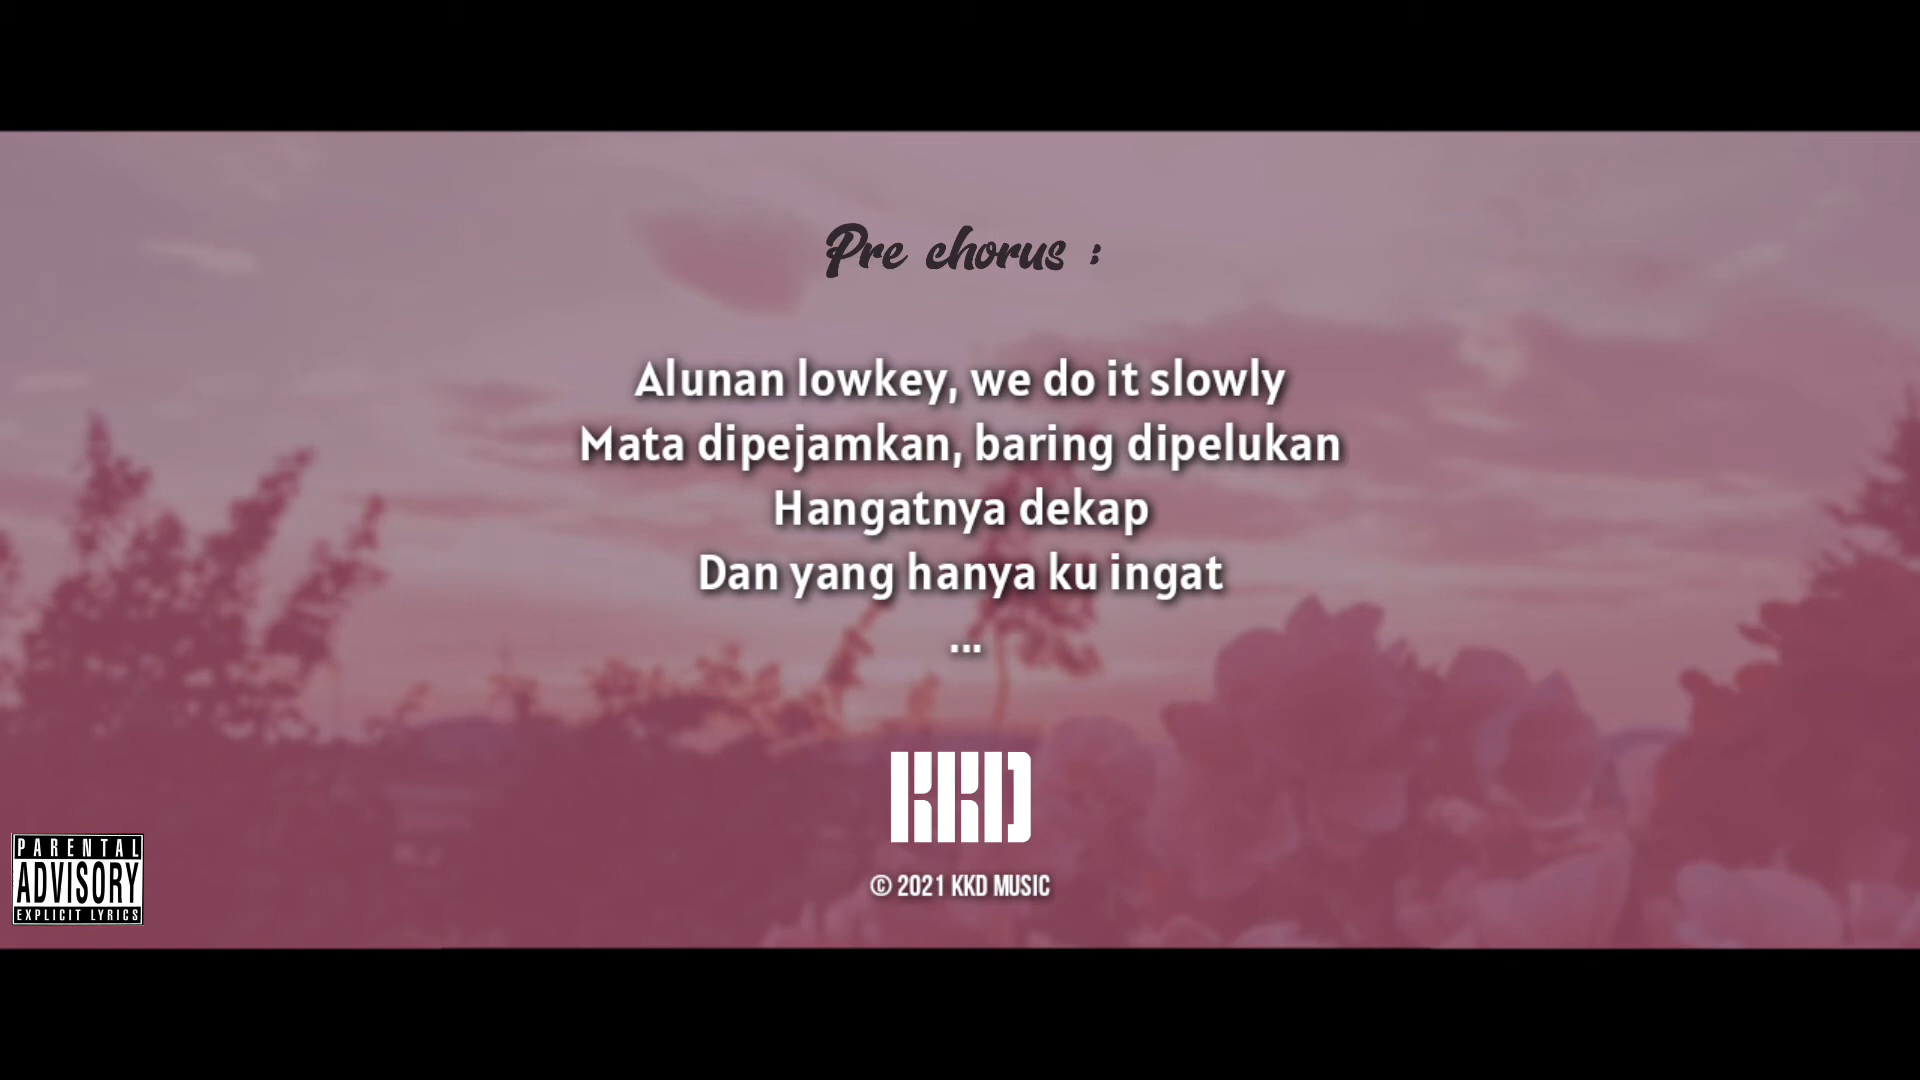 Pre chorus :
Alunan lowkey, we do it slowly
Mata dipejamkan, baring dipelukan
Hangatnya dekap
Dan yang hanya ku ingat
...
KKD
© 2021 KKD MUSIC
PARENTAL
ADVISORY
EXPLICIT LYRICS